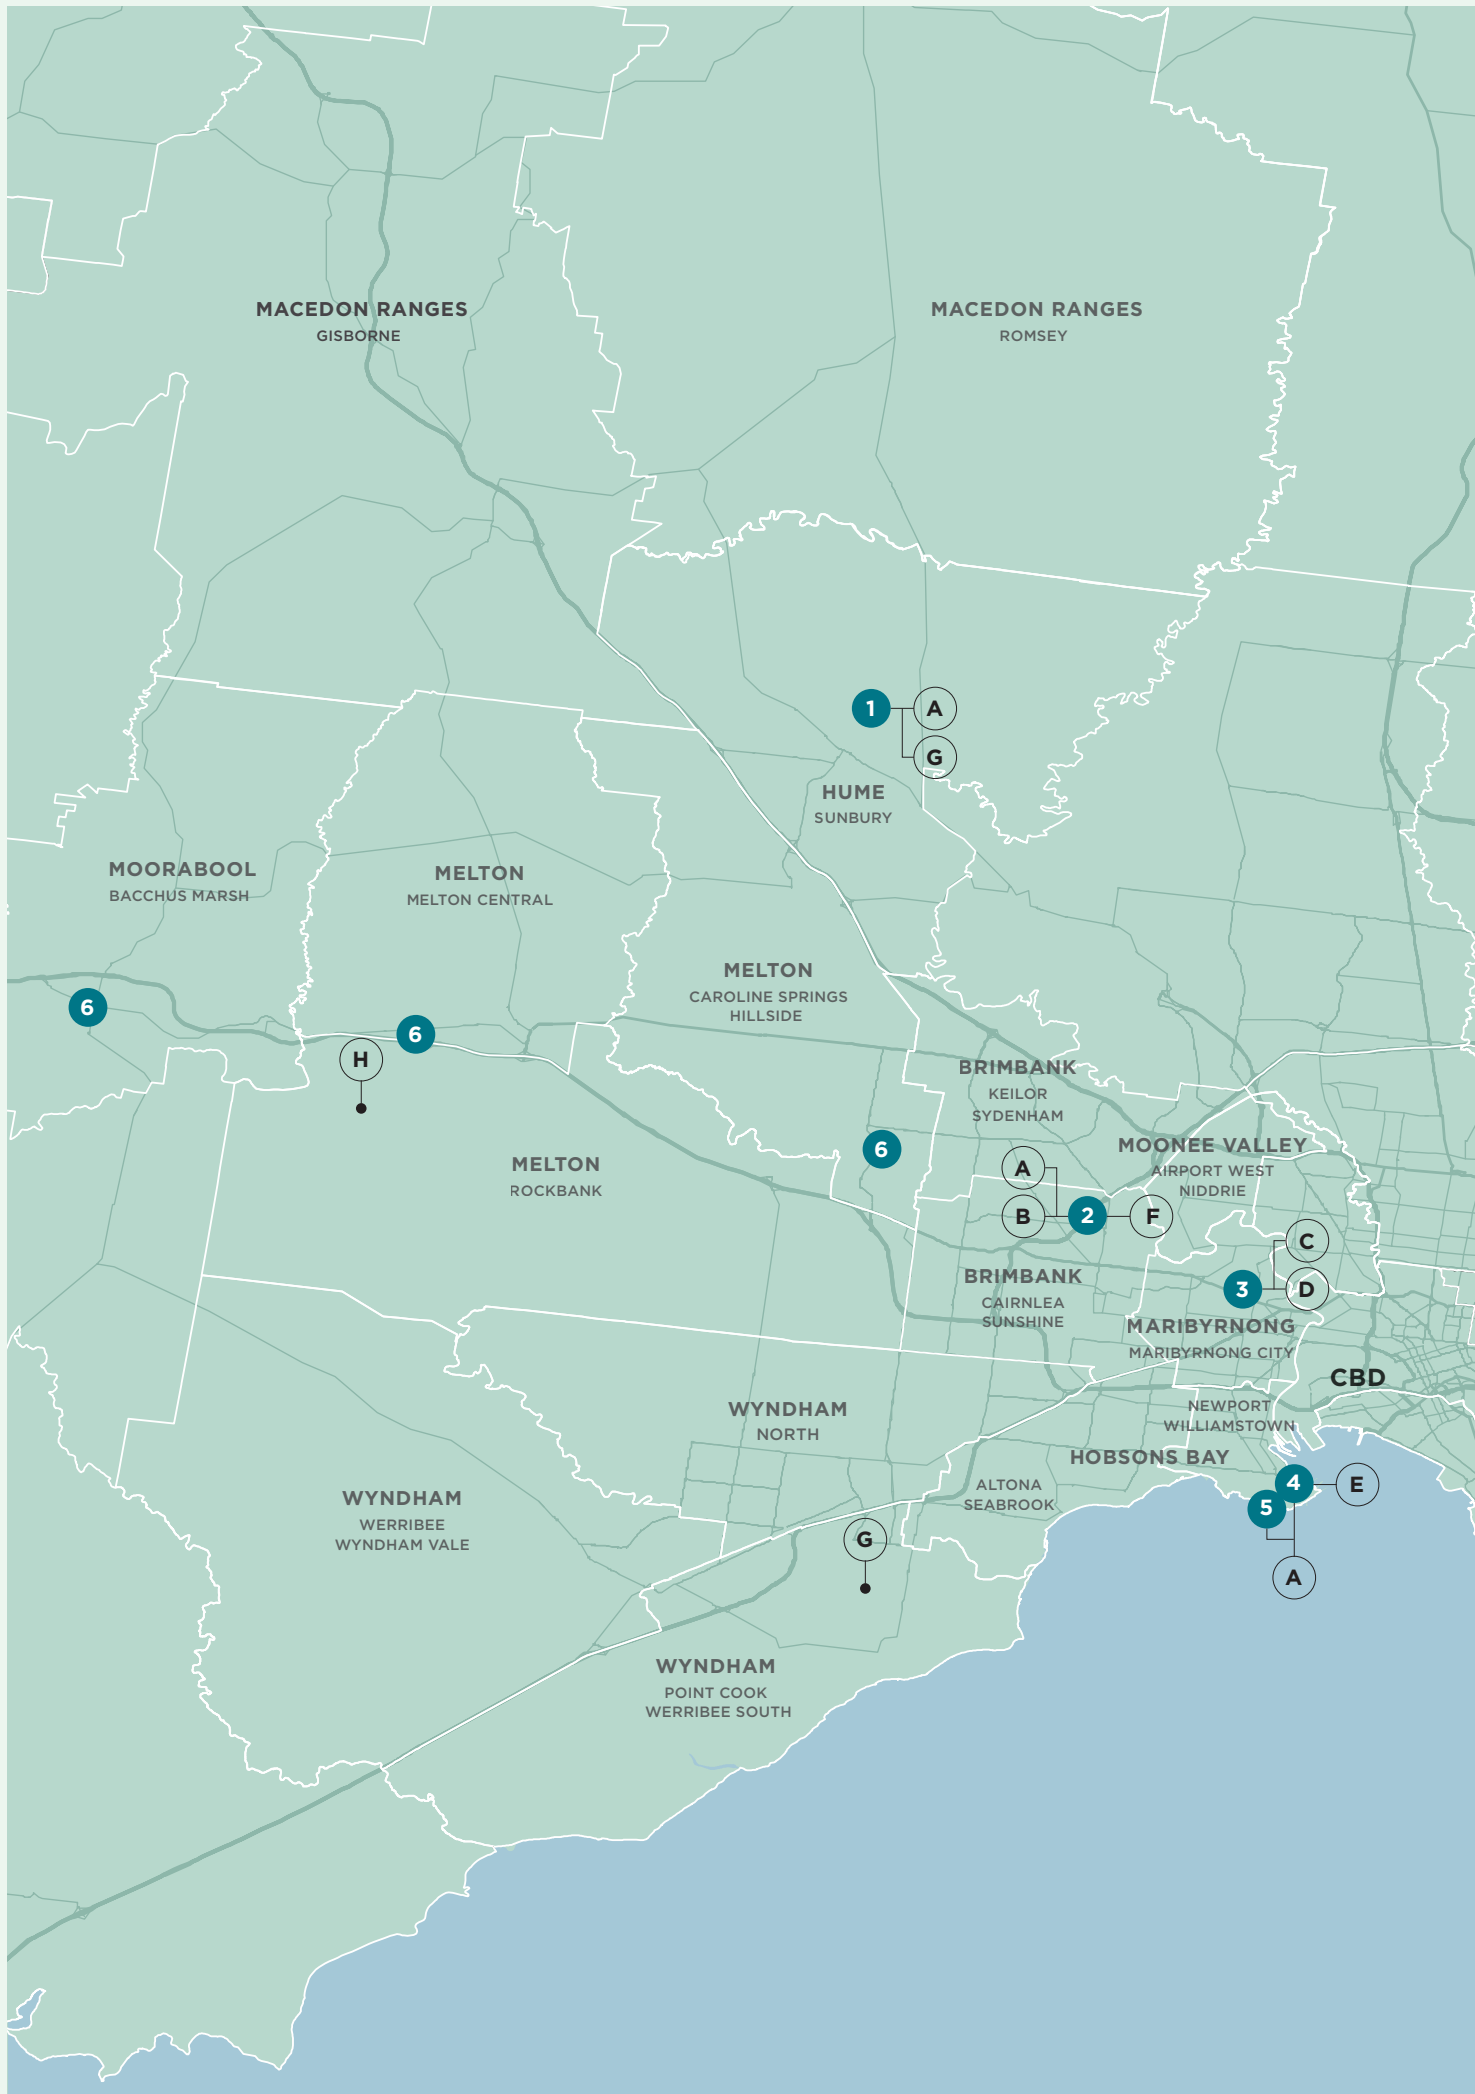 MACEDON RANGES
GISBORNE
MACEDON RANGES
ROMSEY
1
A
G
HUME
SUNBURY
MOORABOOL
BACCHUS MARSH
MELTON
MELTON CENTRAL
MELTON
CAROLINE SPRINGS
HILLSIDE
6
6
H
BRIMBANK
KEILOR
SYDENHAM
6
MOONEE VALLEY
AIRPORT WEST
NIDDRIE
MELTON
ROCKBANK
A
B
2
F
C
3
D
BRIMBANK
CAIRNLEA
SUNSHINE
MARIBYRNONG
MARIBYRNONG CITY
CBD
WYNDHAM
NORTH
NEWPORT
WILLIAMSTOWN
HOBSONS BAY
ALTONA
SEABROOK
4
E
5
A
WYNDHAM
WERRIBEE
WYNDHAM VALE
G
WYNDHAM
POINT COOK
WERRIBEE SOUTH